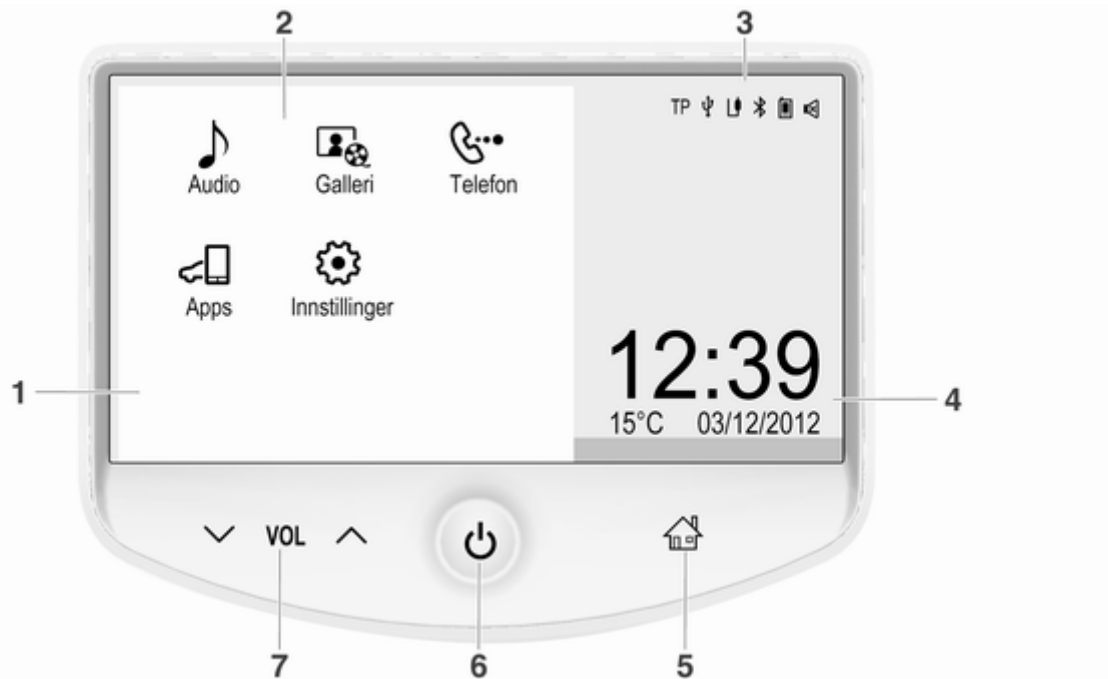 2
3
TP
Audio
Galleri
Telefon
Apps
Innstillinger
12:39
1
4
15°C 03/12/2012
VOL
7
6
5